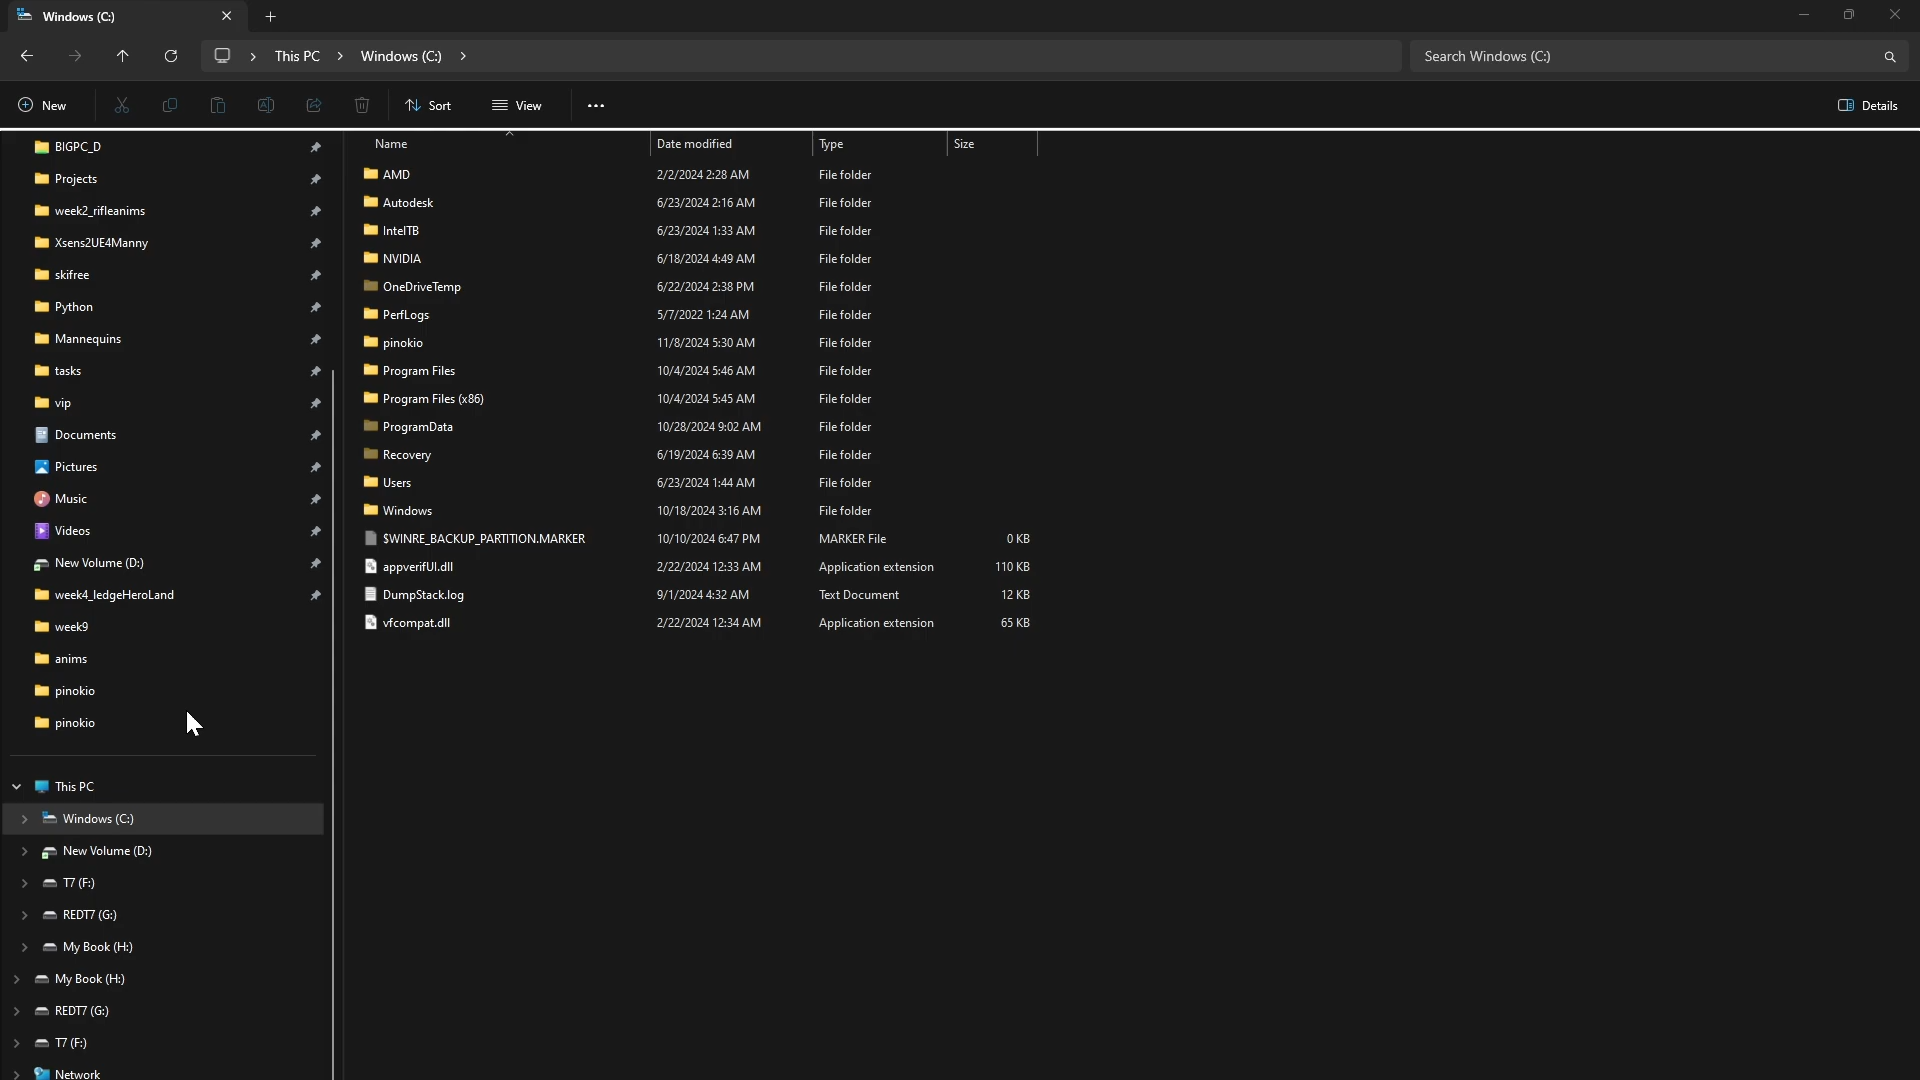 Windows (C:)
This PC > Windows (C:) >
Search Windows (C:)
New
Sort
View
Details
BIGPC_D
Projects
week2_rifleanims
Xsens2UE4Manny
skifree
Python
Mannequins
tasks
vip
Documents
Pictures
Music
Videos
New Volume (D:)
week4_ledgeHeroLand
week9
anims
pinokio
pinokio
This PC
Windows (C:)
New Volume (D:)
T7 (F:)
REDT7 (G:)
My Book (H:)
My Book (H:)
REDT7 (G:)
T7 (F:)
Network
Name Date modified Type Size
AMD 2/2/2024 2:28 AM File folder
Autodesk 6/23/2024 2:16 AM File folder
IntelTB 6/23/2024 1:33 AM File folder
NVIDIA 6/18/2024 4:49 AM File folder
OneDriveTemp 6/22/2024 2:38 PM File folder
PerfLogs 5/7/2022 1:24 AM File folder
pinokio 11/8/2024 5:30 AM File folder
Program Files 10/4/2024 5:46 AM File folder
Program Files (x86) 10/4/2024 5:45 AM File folder
ProgramData 10/28/2024 9:02 AM File folder
Recovery 6/19/2024 6:39 AM File folder
Users 6/23/2024 1:44 AM File folder
Windows 10/18/2024 3:16 AM File folder
$WINRE_BACKUP_PARTITION.MARKER 10/10/2024 6:47 PM MARKER File 0 KB
appverifUI.dll 2/22/2024 12:33 AM Application extension 110 KB
DumpStack.log 9/1/2024 4:32 AM Text Document 12 KB
vfcompat.dll 2/22/2024 12:34 AM Application extension 65 KB